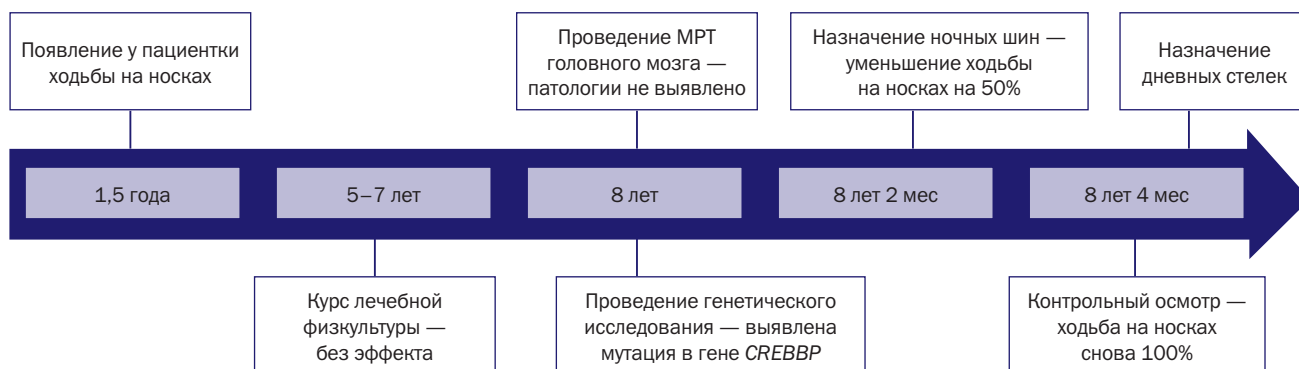 Появление у пациентки
ходьбы на носках
Проведение МРТ
головного мозга —
патологии не выявлено
Назначение ночных шин —
уменьшение ходьбы
на носках на 50%
Назначение
дневных стелек
1,5 года
5–7 лет
8 лет
8 лет 2 мес
8 лет 4 мес
Курс лечебной
физкультуры —
без эффекта
Проведение генетического
исследования — выявлена
мутация в гене CREBBP
Контрольный осмотр —
ходьба на носках
снова 100%